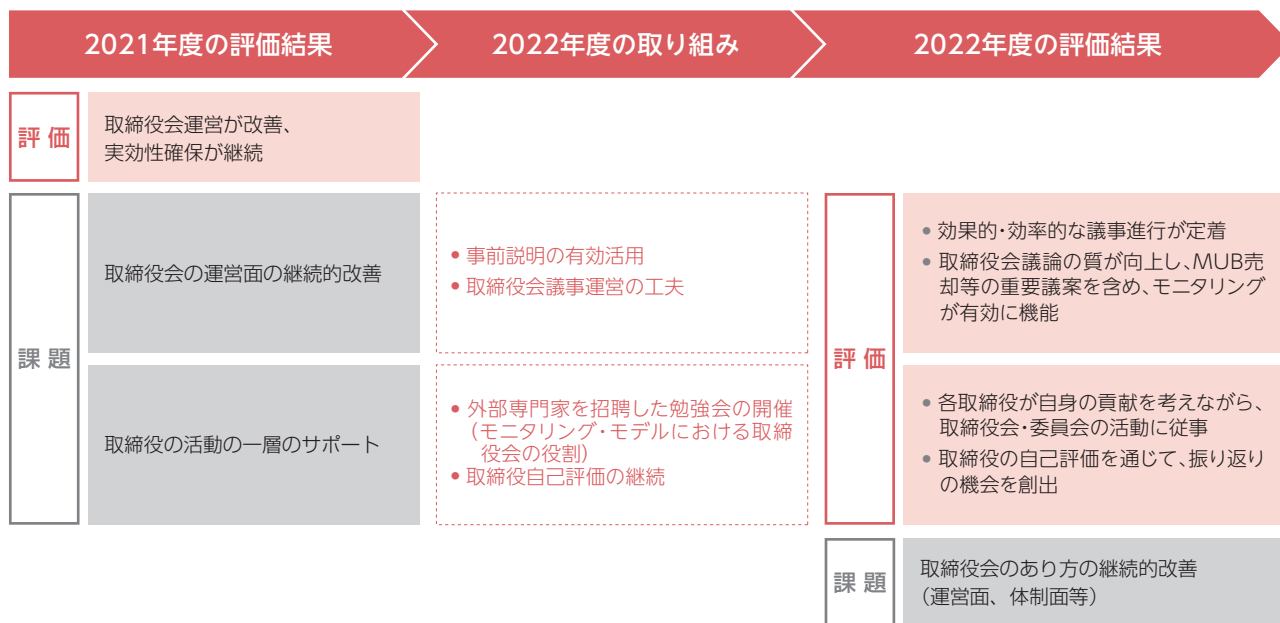 2021年度の評価結果
2022年度の取り組み
2022年度の評価結果
評 価
取締役会運営が改善、
実効性確保が継続
課 題
取締役会の運営面の継続的改善
• 事前説明の有効活用
• 取締役会議事運営の工夫
評 価
• 効果的・効率的な議事進行が定着
• 取締役会議論の質が向上し、MUB売
却等の重要議案を含め、モニタリング
が有効に機能
取締役の活動の一層のサポート
• 外部専門家を招聘した勉強会の開催
（モニタリング・モデルにおける取締
役会の役割）
• 取締役自己評価の継続
• 各取締役が自身の貢献を考えながら、
取締役会・委員会の活動に従事
• 取締役の自己評価を通じて、振り返り
の機会を創出
課 題
取締役会のあり方の継続的改善
（運営面、体制面等）